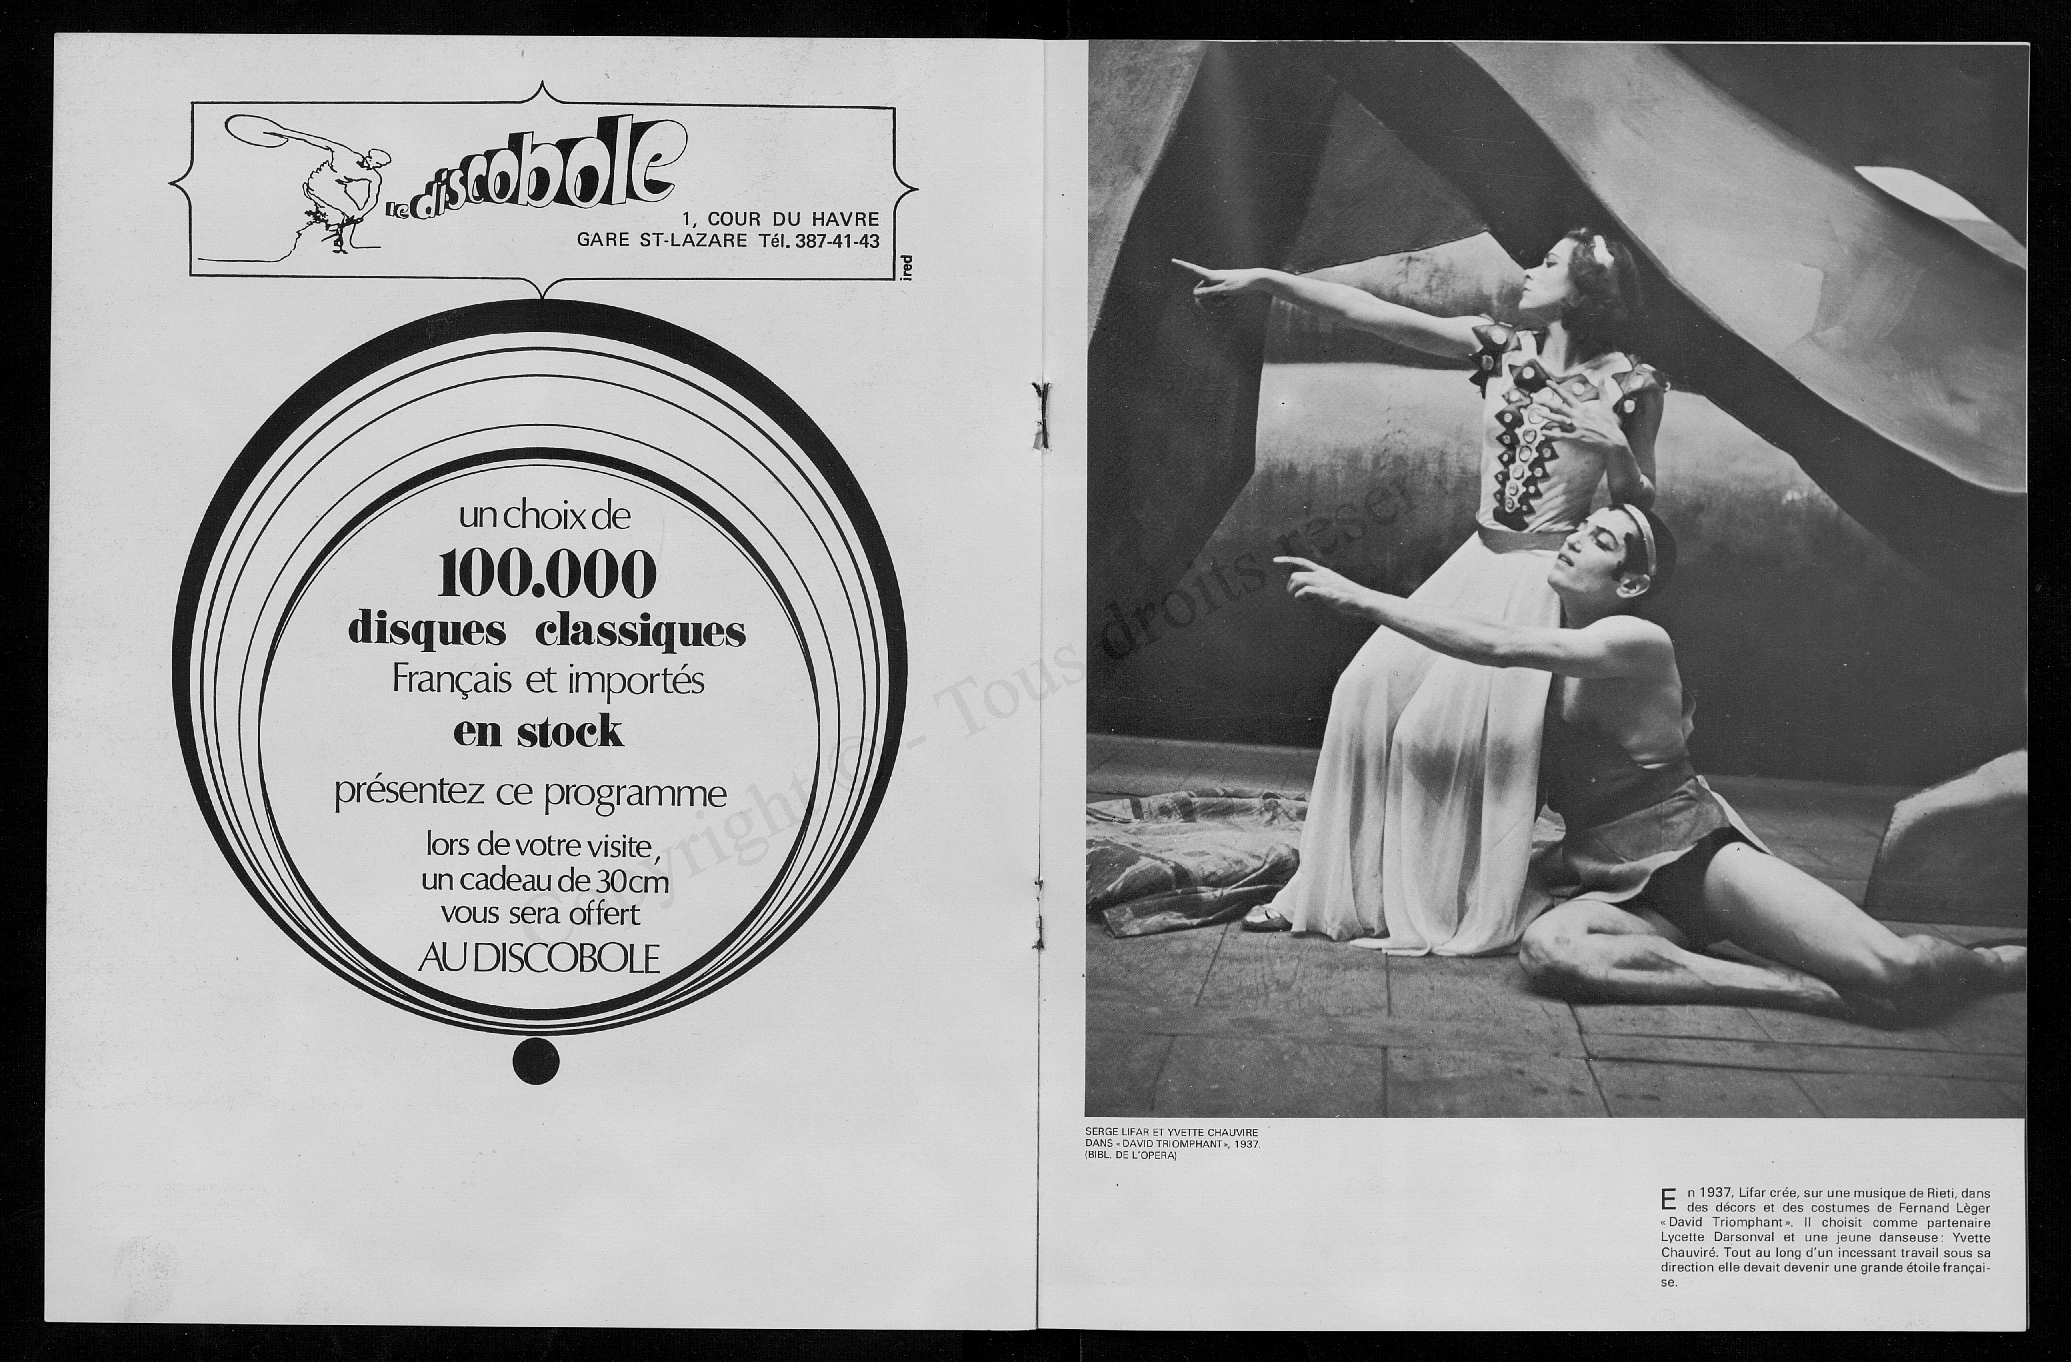 le discobole
1, COUR DU HAVRE
GARE ST-LAZARE Tél. 387-41-43
ired
un choix de
100.000
disques classiques
Français et importés
en stock
présentez ce programme
lors de votre visite,
un cadeau de 30cm
vous sera offert
AU DISCOBOLE
Copyright © - Tous droits réser
SERGE LIFAR ET YVETTE CHAUVIRE
DANS «DAVID TRIOMPHANT», 1937.
(BIBL. DE L'OPERA)
En 1937, Lifar crée, sur une musique de Rieti, dans
des décors et des costumes de Fernand Lèger
«David Triomphant». Il choisit comme partenaire
Lycette Darsonval et une jeune danseuse: Yvette
Chauviré. Tout au long d'un incessant travail sous sa
direction elle devait devenir une grande étoile françai-
se.